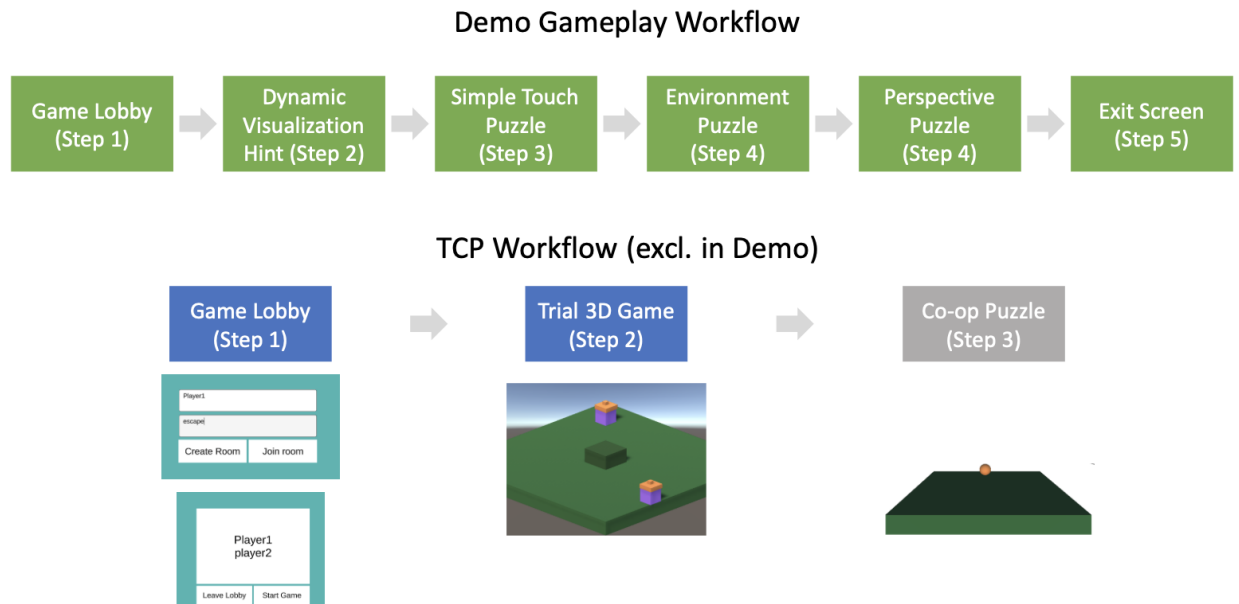 Demo Gameplay Workflow
Game Lobby
(Step 1)
Dynamic
Visualization
Hint (Step 2)
Simple Touch
Puzzle
(Step 3)
Environment
Puzzle
(Step 4)
Perspective
Puzzle
(Step 4)
Exit Screen
(Step 5)
TCP Workflow (excl. in Demo)
Game Lobby
(Step 1)
Trial 3D Game
(Step 2)
Co-op Puzzle
(Step 3)
Player1
escape
Create Room
Join room
Player1
player2
Leave Lobby
Start Game